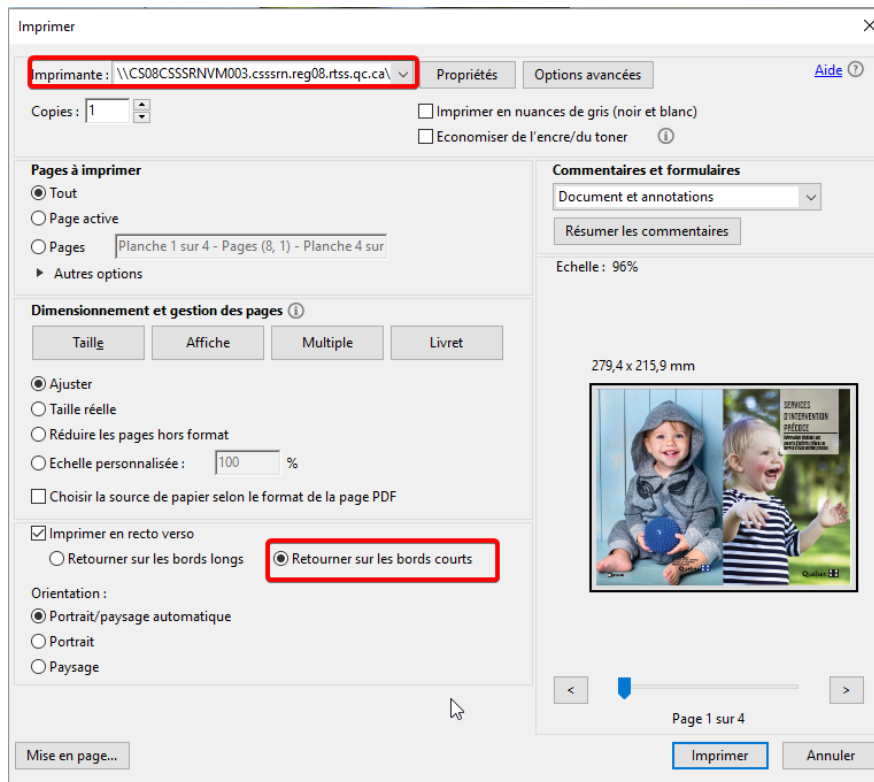 Imprimer
Imprimante : \\CS08CSSSRNVM003.csssrn.reg08.rtss.qc.ca\
Propriétés
Options avancées
Aide
Copies : 1
Imprimer en nuances de gris (noir et blanc)
Economiser de l'encre/du toner
Pages à imprimer
Tout
Page active
Pages Planche 1 sur 4 - Pages (8, 1) - Planche 4 sur
Autres options
Commentaires et formulaires
Document et annotations
Résumer les commentaires
Echelle : 96%
Dimensionnement et gestion des pages
Taille
Affiche
Multiple
Livret
Ajuster
Taille réelle
Réduire les pages hors format
Echelle personnalisée : 100 %
Choisir la source de papier selon le format de la page PDF
279,4 x 215,9 mm
SERVICES
D'INTERVENTION
PRÉCOCE
Québec
Québec
Imprimer en recto verso
Retourner sur les bords longs
Retourner sur les bords courts
Orientation :
Portrait/paysage automatique
Portrait
Paysage
<
>
Page 1 sur 4
Mise en page...
Imprimer
Annuler